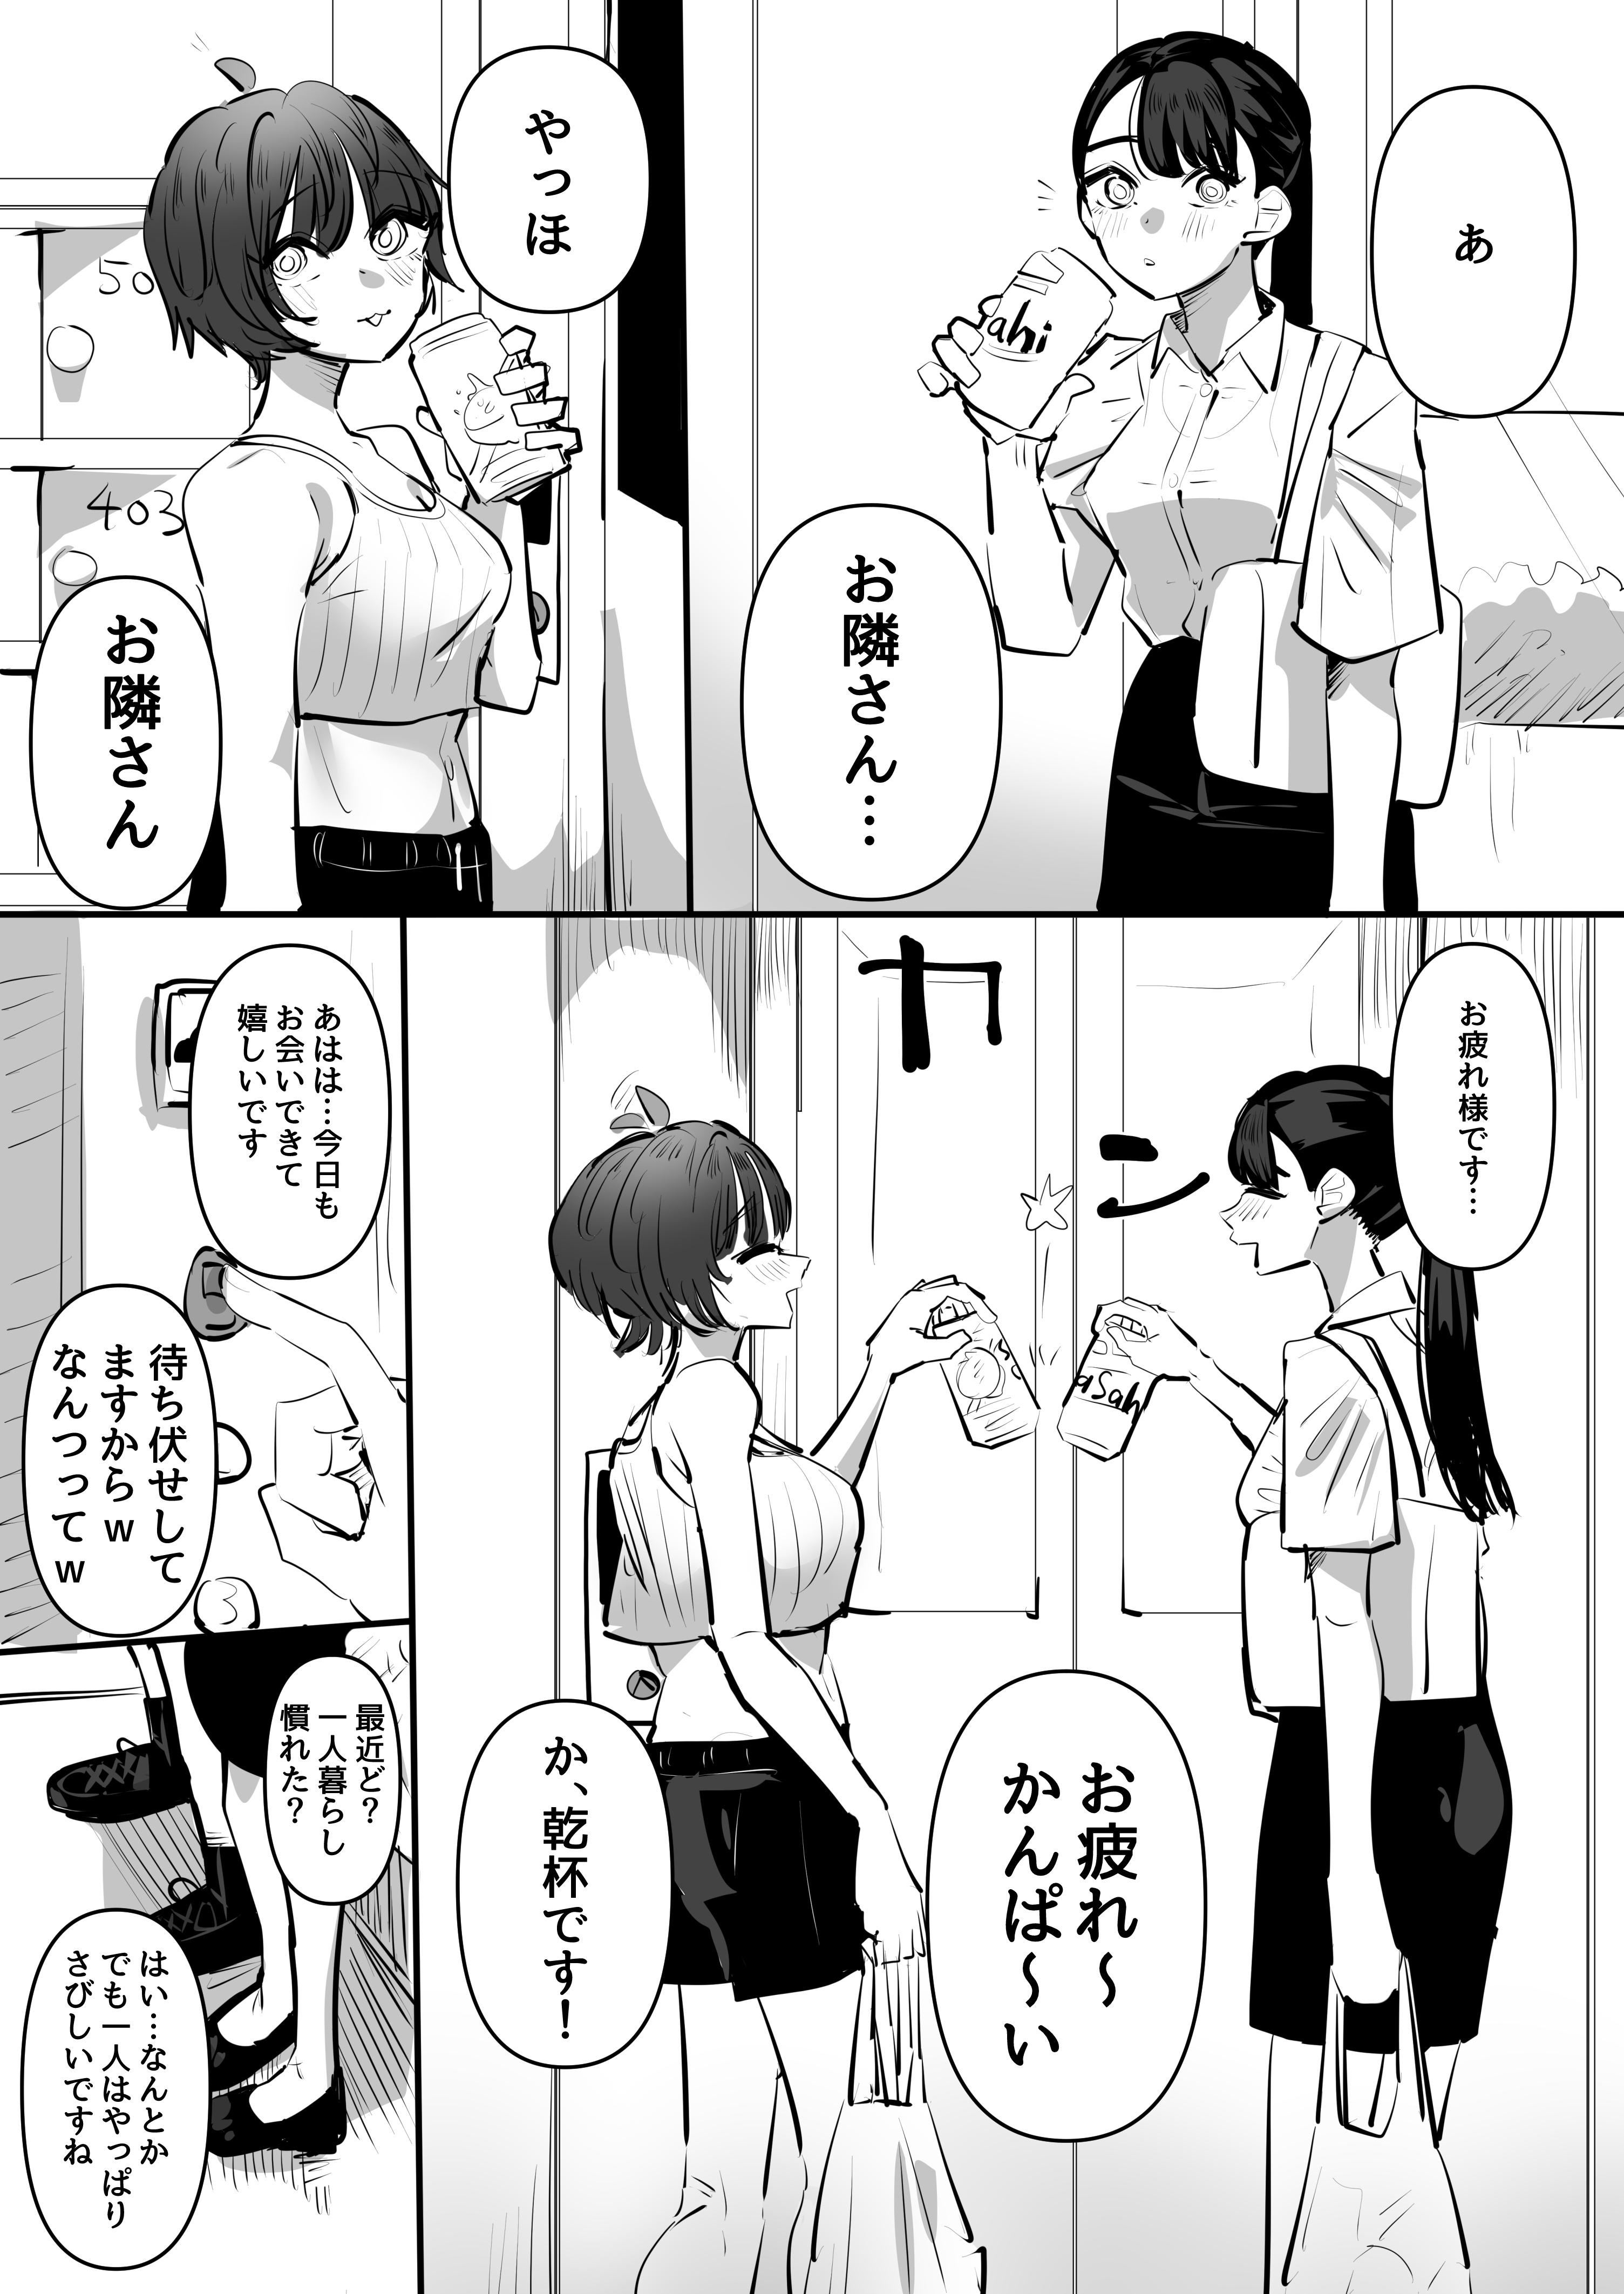 あ
お隣さん…
ahi
やっほ
お隣さん
50
403
お疲れ様です…
カン
asahi
お疲れ～
かんぱ～い
か、乾杯です！
あはは…今日も
お会いできて
嬉しいです
待ち伏せして
ますからw
なんつってw
最近ど？
一人暮らし
慣れた？
はい…なんとか
でも一人はやっぱり
さびしいですね